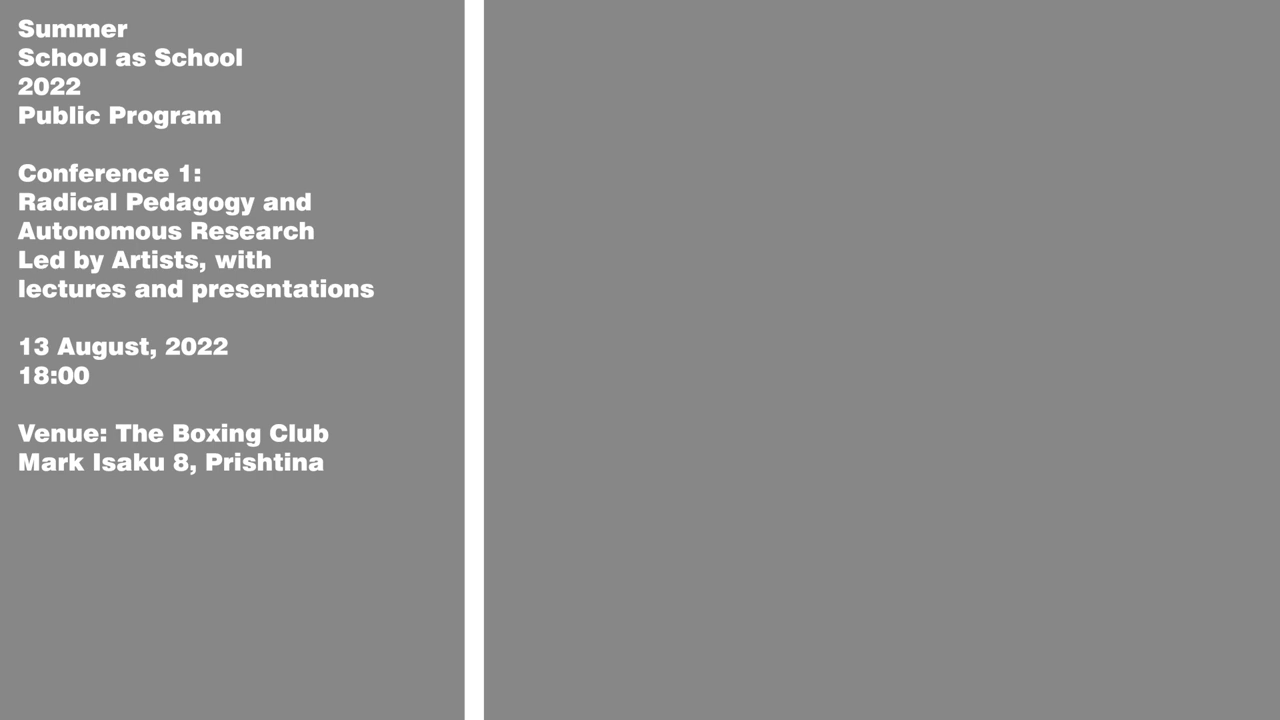 Summer
School as School
2022
Public Program
Conference 1:
Radical Pedagogy and
Autonomous Research
Led by Artists, with
lectures and presentations
13 August, 2022
18:00
Venue: The Boxing Club
Mark Isaku 8, Prishtina